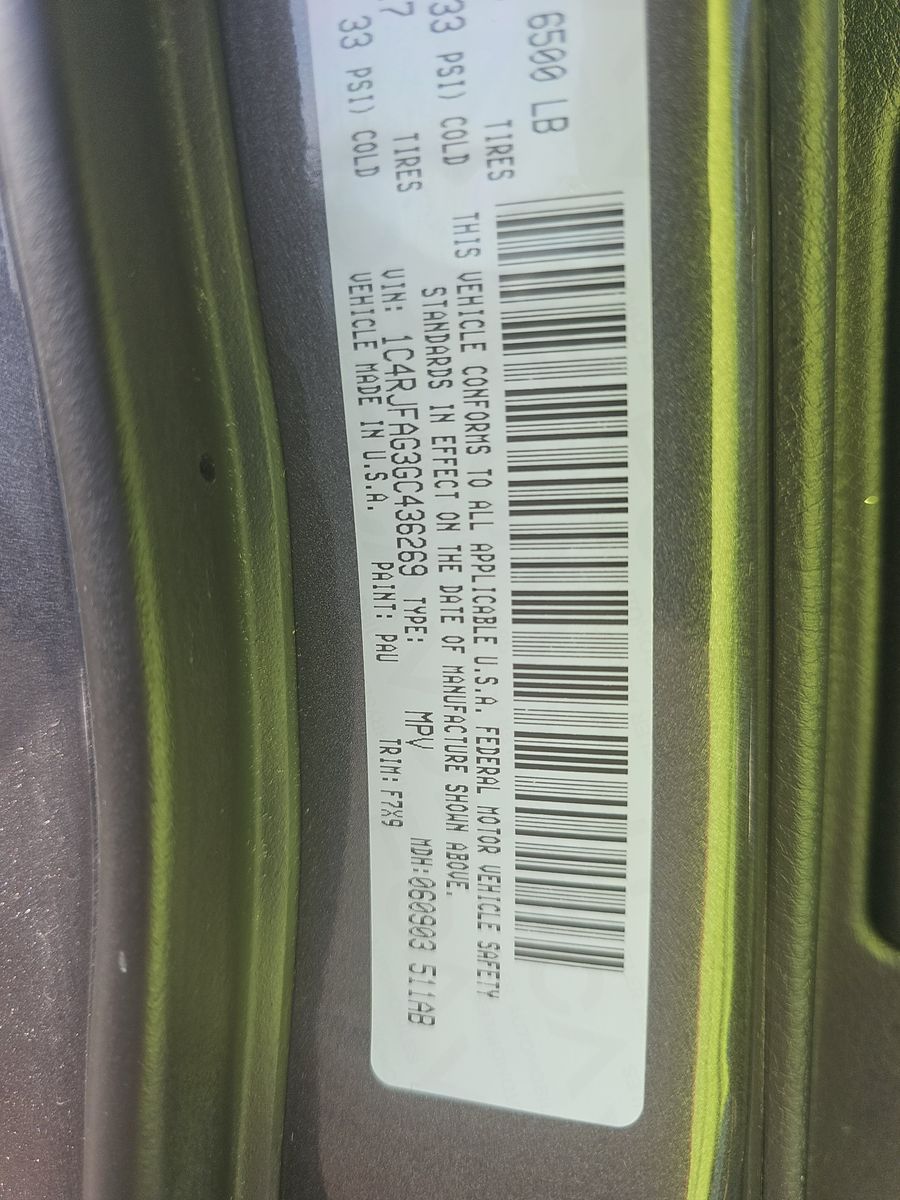 6500 LB
TIRES
33 PSI) COLD
TIRES
33 PSI) COLD
THIS VEHICLE CONFORMS TO ALL APPLICABLE U.S.A. FEDERAL MOTOR VEHICLE SAFETY
STANDARDS IN EFFECT ON THE DATE OF MANUFACTURE SHOWN ABOVE.
VIN: 1C4RJFAG3GC436269 TYPE: MPV MDH:060903 511AB
VEHICLE MADE IN U.S.A. PAINT: PAU TRIM: F7X9